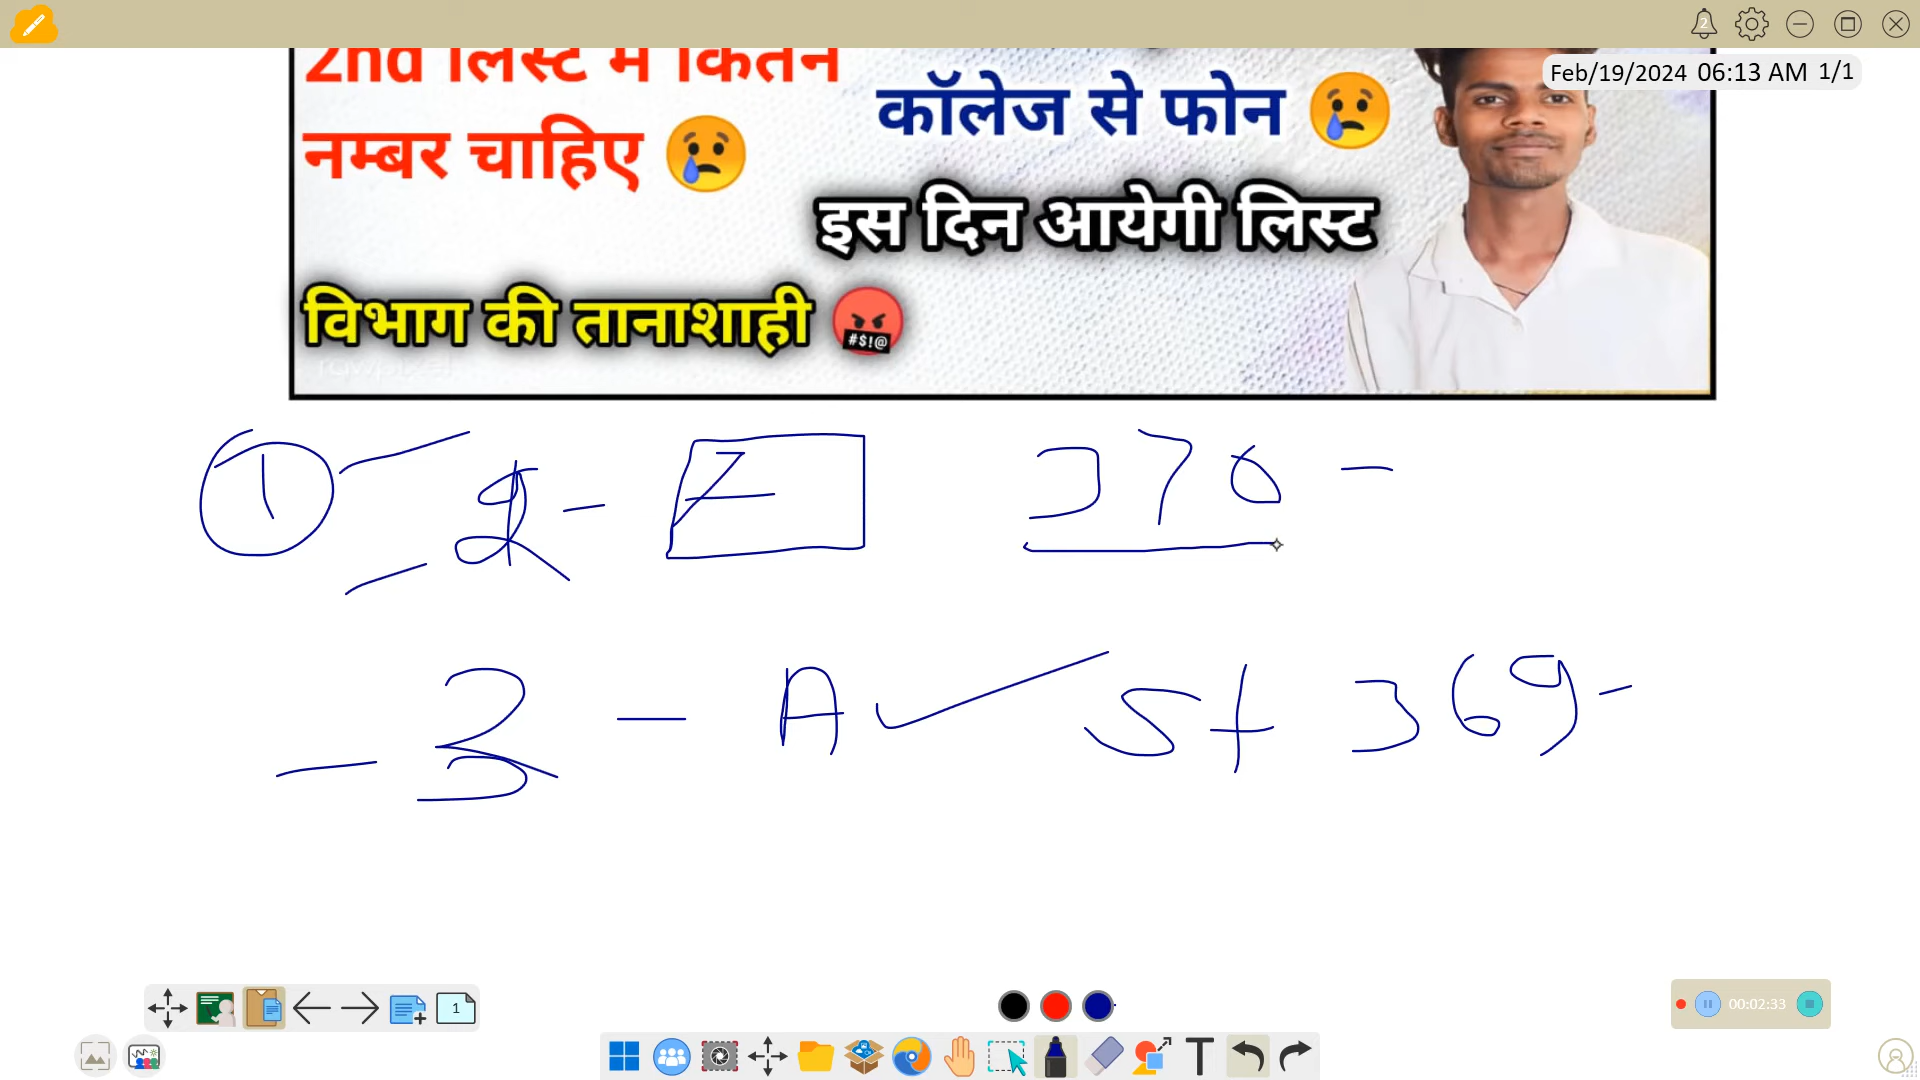 2
Feb/19/2024 06:13 AM 1/1
2nd लिस्ट में कितने
नम्बर चाहिए
कॉलेज से फोन
इस दिन आयेगी लिस्ट
विभाग की तानाशाही
#$!@
rawpixel
1 370 -
3 - A St 369 -
1
00:02:33
T